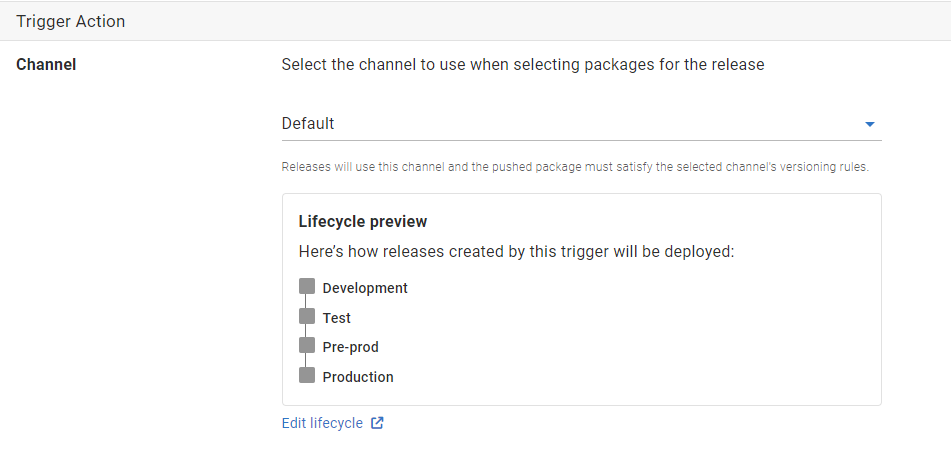 Trigger Action
Channel
Select the channel to use when selecting packages for the release
Default
Releases will use this channel and the pushed package must satisfy the selected channel's versioning rules.
Lifecycle preview
Here’s how releases created by this trigger will be deployed:
Development
Test
Pre-prod
Production
Edit lifecycle